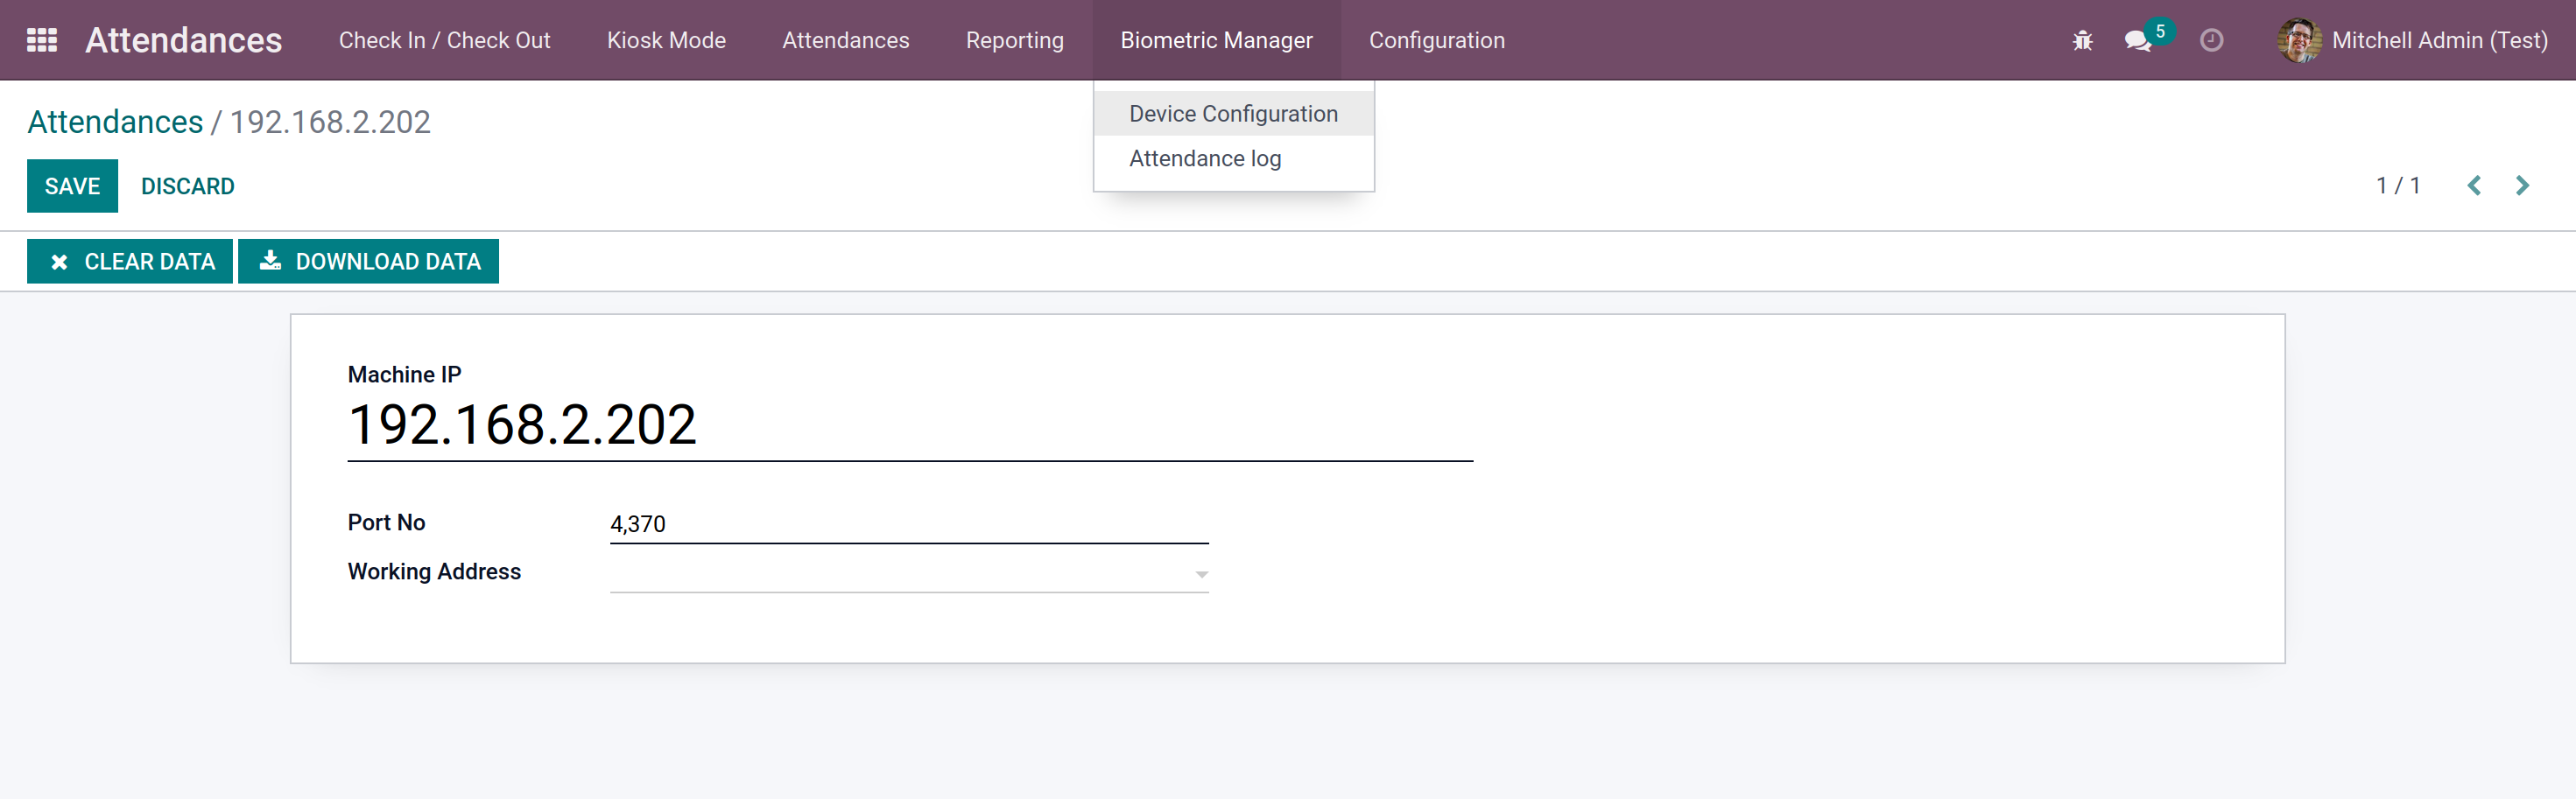 Attendances Check In / Check Out Kiosk Mode Attendances Reporting Biometric Manager Configuration 5 Mitchell Admin (Test)
Attendances / 192.168.2.202
Device Configuration
Attendance log
SAVE DISCARD
1 / 1
CLEAR DATA DOWNLOAD DATA
Machine IP
192.168.2.202
Port No 4,370
Working Address